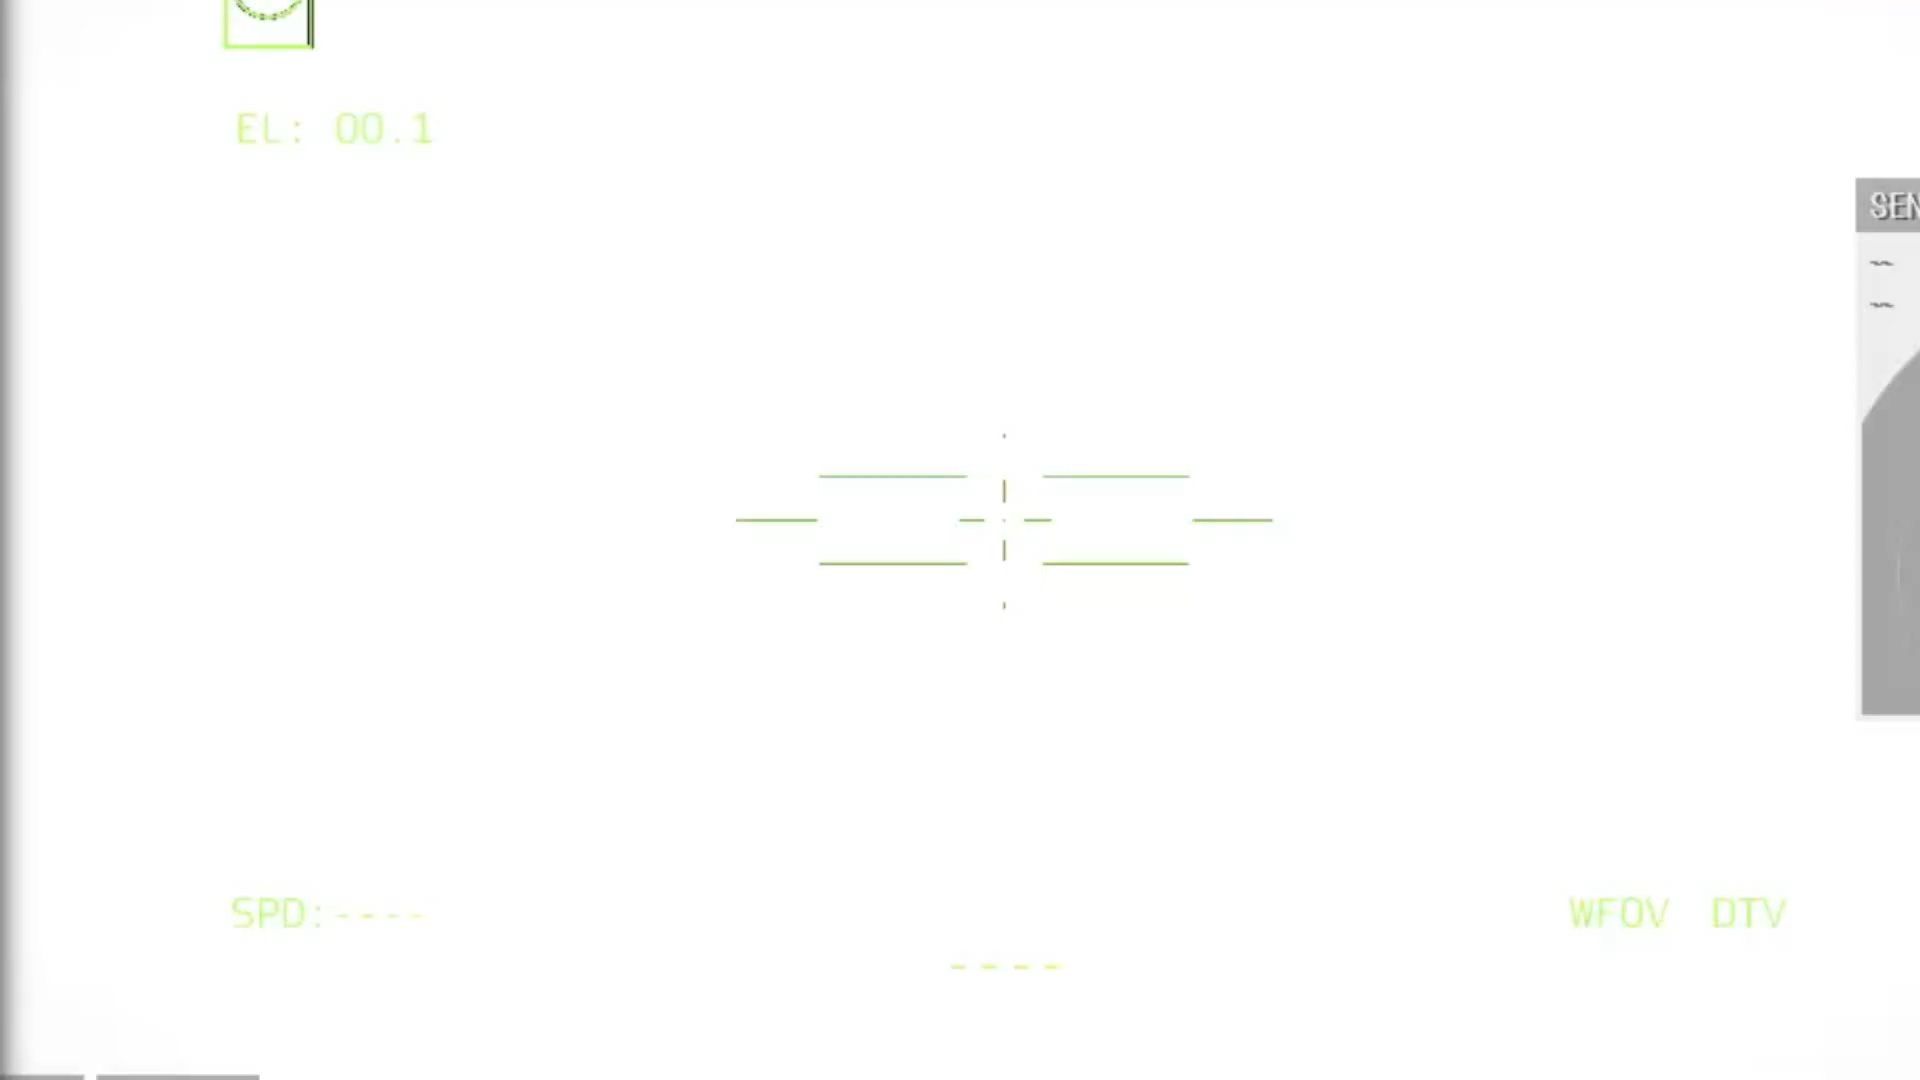 EL: 00.1
SEN
SPD:----
WFOV DTV
----